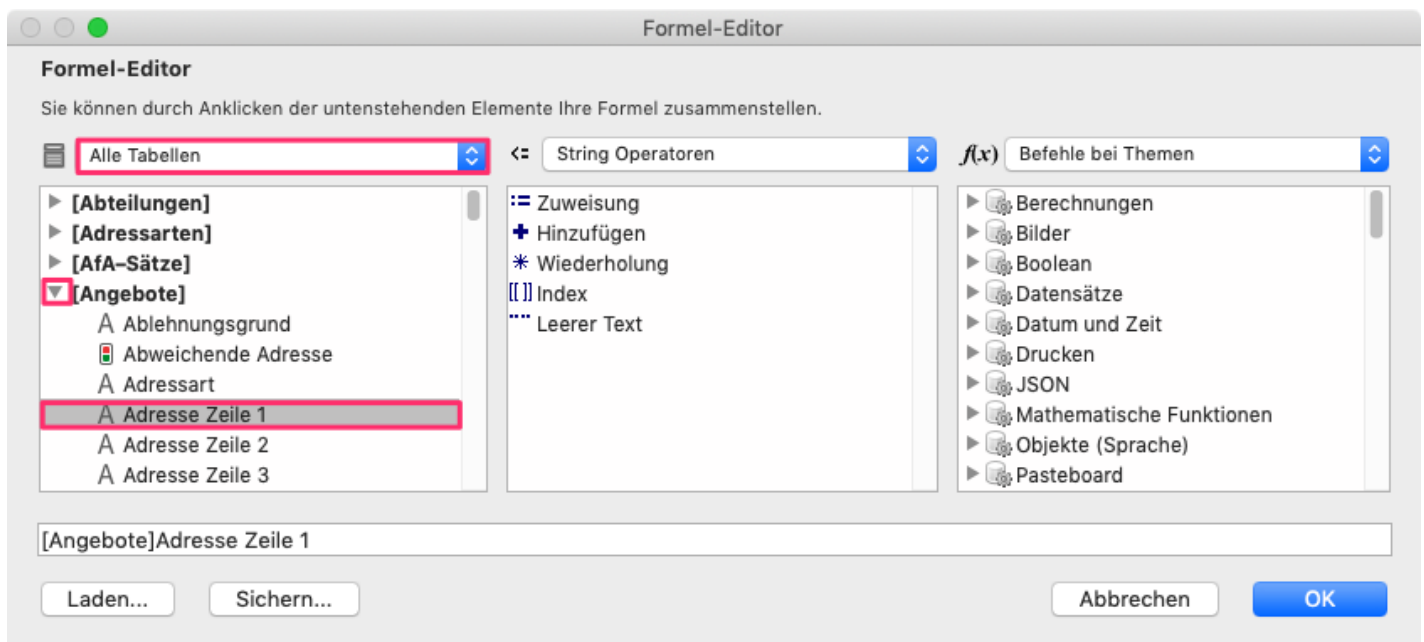 Formel-Editor
Formel-Editor
Sie können durch Anklicken der untenstehenden Elemente Ihre Formel zusammenstellen.
Alle Tabellen
<= String Operatoren
f(x) Befehle bei Themen
[Abteilungen]
[Adressarten]
[AfA–Sätze]
[Angebote]
A Ablehnungsgrund
Abweichende Adresse
A Adressart
A Adresse Zeile 1
A Adresse Zeile 2
A Adresse Zeile 3
:= Zuweisung
+ Hinzufügen
* Wiederholung
[[ ]] Index
"" Leerer Text
Berechnungen
Bilder
Boolean
Datensätze
Datum und Zeit
Drucken
JSON
Mathematische Funktionen
Objekte (Sprache)
Pasteboard
[Angebote]Adresse Zeile 1
Laden...
Sichern...
Abbrechen
OK